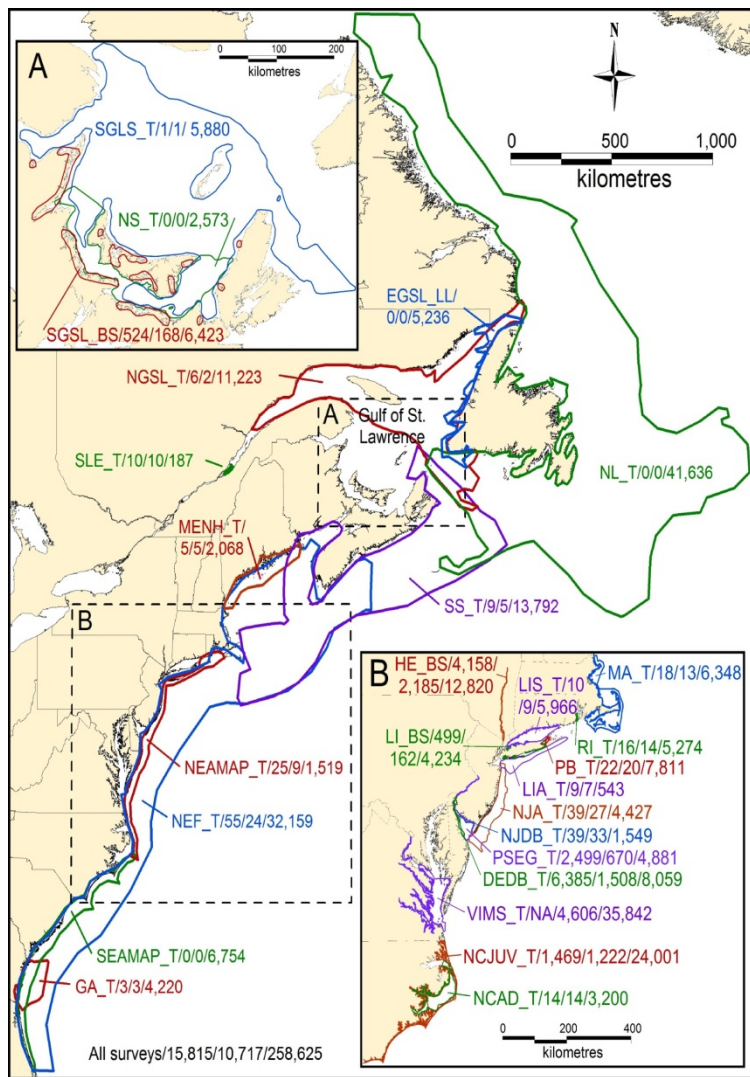 A
0 100 200
kilometres
SGLS_T/1/1/ 5,880
NS_T/0/0/2,573
SGSL_BS/524/168/6,423
N
0 500 1,000
kilometres
EGSL_LL/
0/0/5,236
NGSL_T/6/2/11,223
A
Gulf of St.
Lawrence
SLE_T/10/10/187
NL_T/0/0/41,636
MENH_T/
5/5/2,068
SS_T/9/5/13,792
B
NEAMAP_T/25/9/1,519
NEF_T/55/24/32,159
SEAMAP_T/0/0/6,754
GA_T/3/3/4,220
All surveys/15,815/10,717/258,625
B
HE_BS/4,158/
2,185/12,820
MA_T/18/13/6,348
LIS_T/10
/9/5,966
LI_BS/499/
162/4,234
RI_T/16/14/5,274
PB_T/22/20/7,811
LIA_T/9/7/543
NJA_T/39/27/4,427
NJDB_T/39/33/1,549
PSEG_T/2,499/670/4,881
DEDB_T/6,385/1,508/8,059
VIMS_T/NA/4,606/35,842
NCJUV_T/1,469/1,222/24,001
NCAD_T/14/14/3,200
0 200 400
kilometres